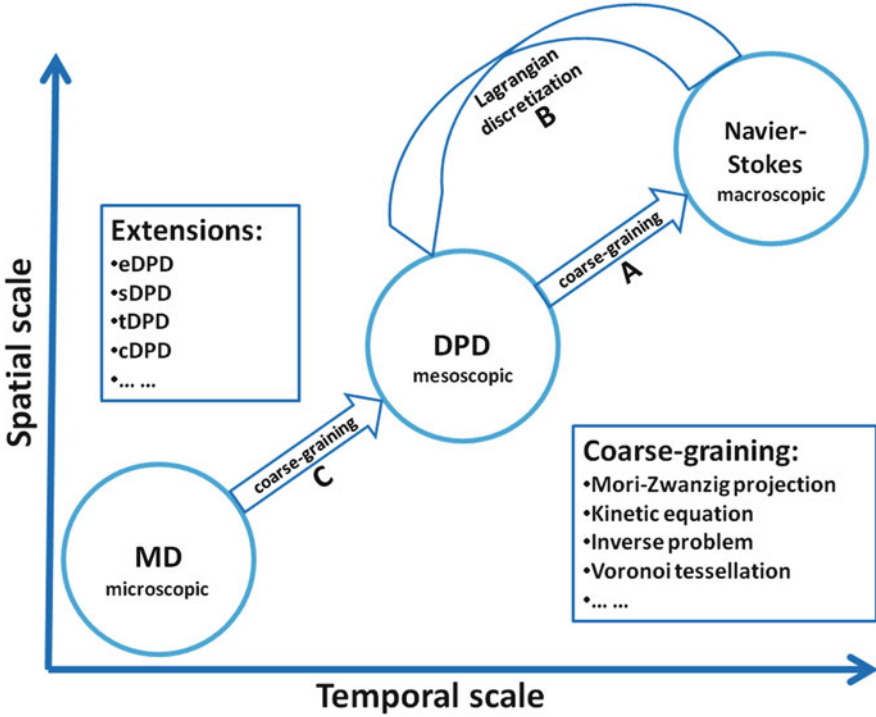 Lagrangian
discretization
B
Navier-
Stokes
macroscopic
Extensions:
•eDPD
•sDPD
•tDPD
•cDPD
•... ...
coarse-graining
A
DPD
mesoscopic
Spatial scale
coarse-graining
C
Coarse-graining:
•Mori-Zwanzig projection
•Kinetic equation
•Inverse problem
•Voronoi tessellation
•... ...
MD
microscopic
Temporal scale